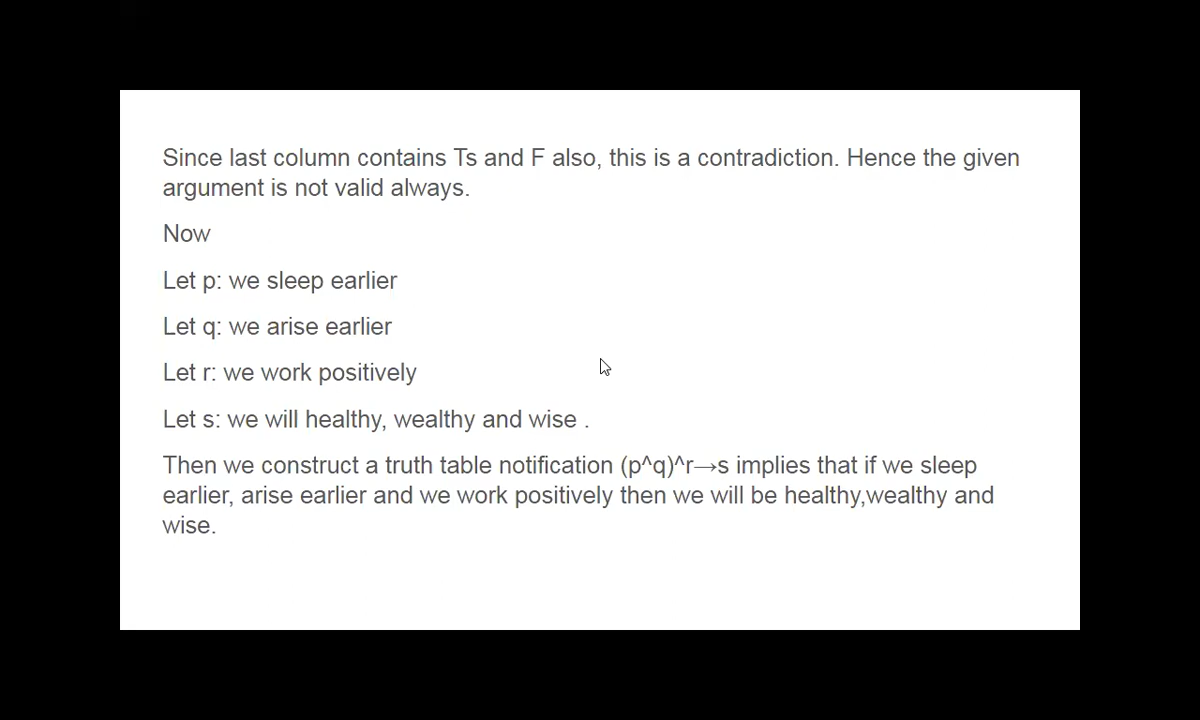 Since last column contains Ts and F also, this is a contradiction. Hence the given
argument is not valid always.
Now
Let p: we sleep earlier
Let q: we arise earlier
Let r: we work positively
Let s: we will healthy, wealthy and wise .
Then we construct a truth table notification (p^q)^r→s implies that if we sleep
earlier, arise earlier and we work positively then we will be healthy,wealthy and
wise.